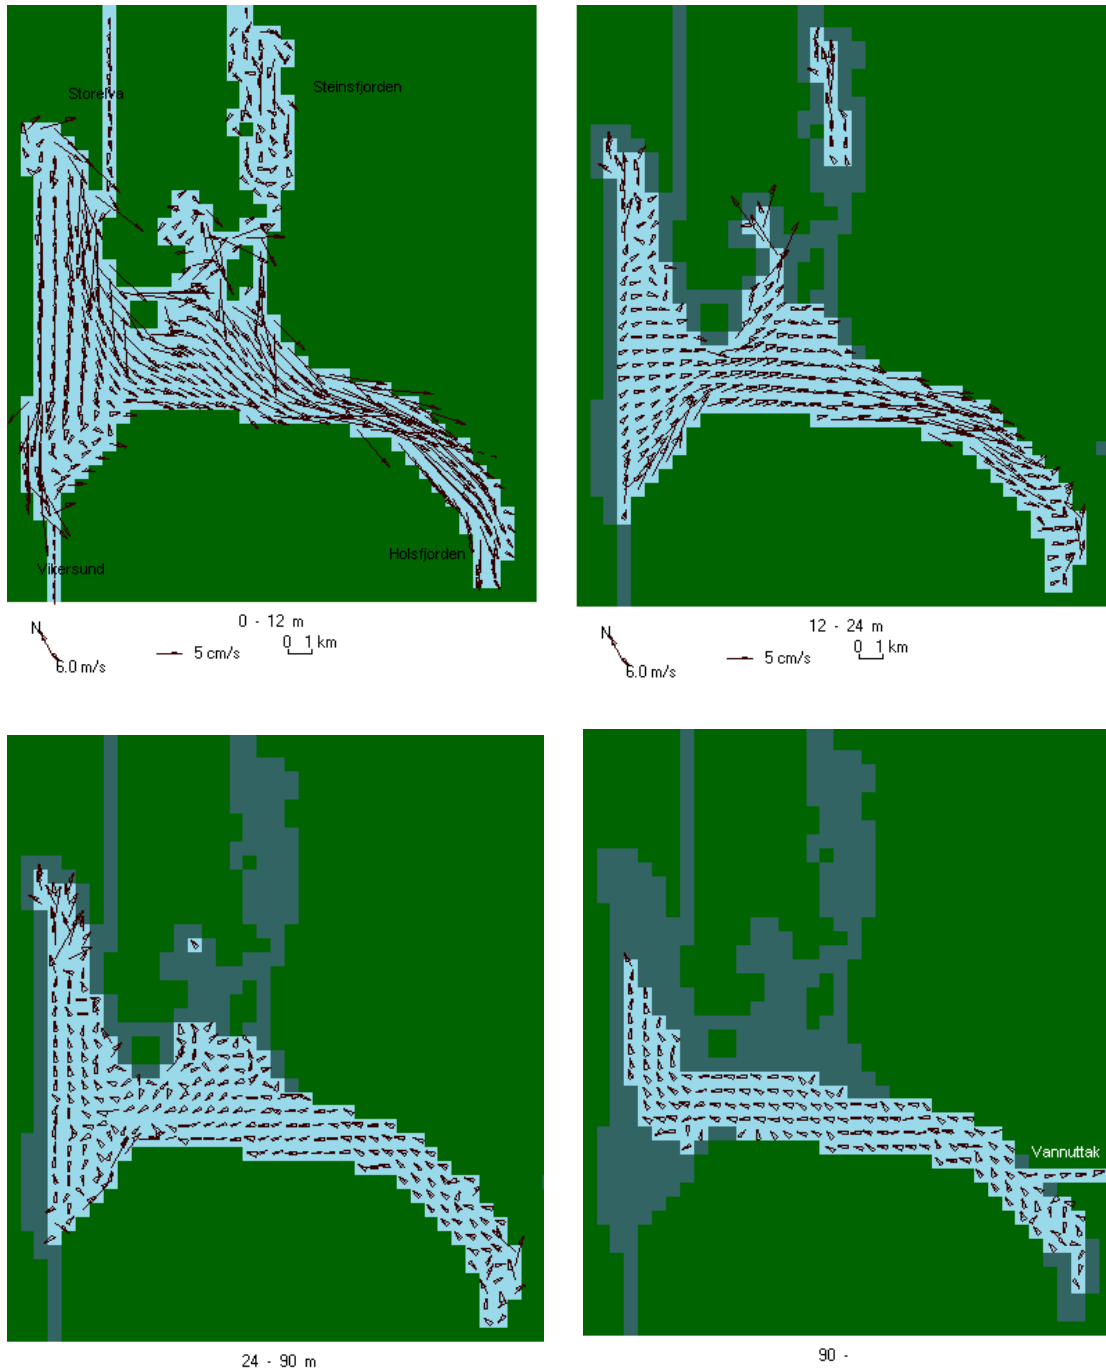 Storelva
Steinsfjorden
Vikersund
Holsfjorden
0 - 12 m
N
6.0 m/s
5 cm/s
0 1 km
12 - 24 m
N
6.0 m/s
5 cm/s
0 1 km
Vannuttak
24 - 90 m
90 -